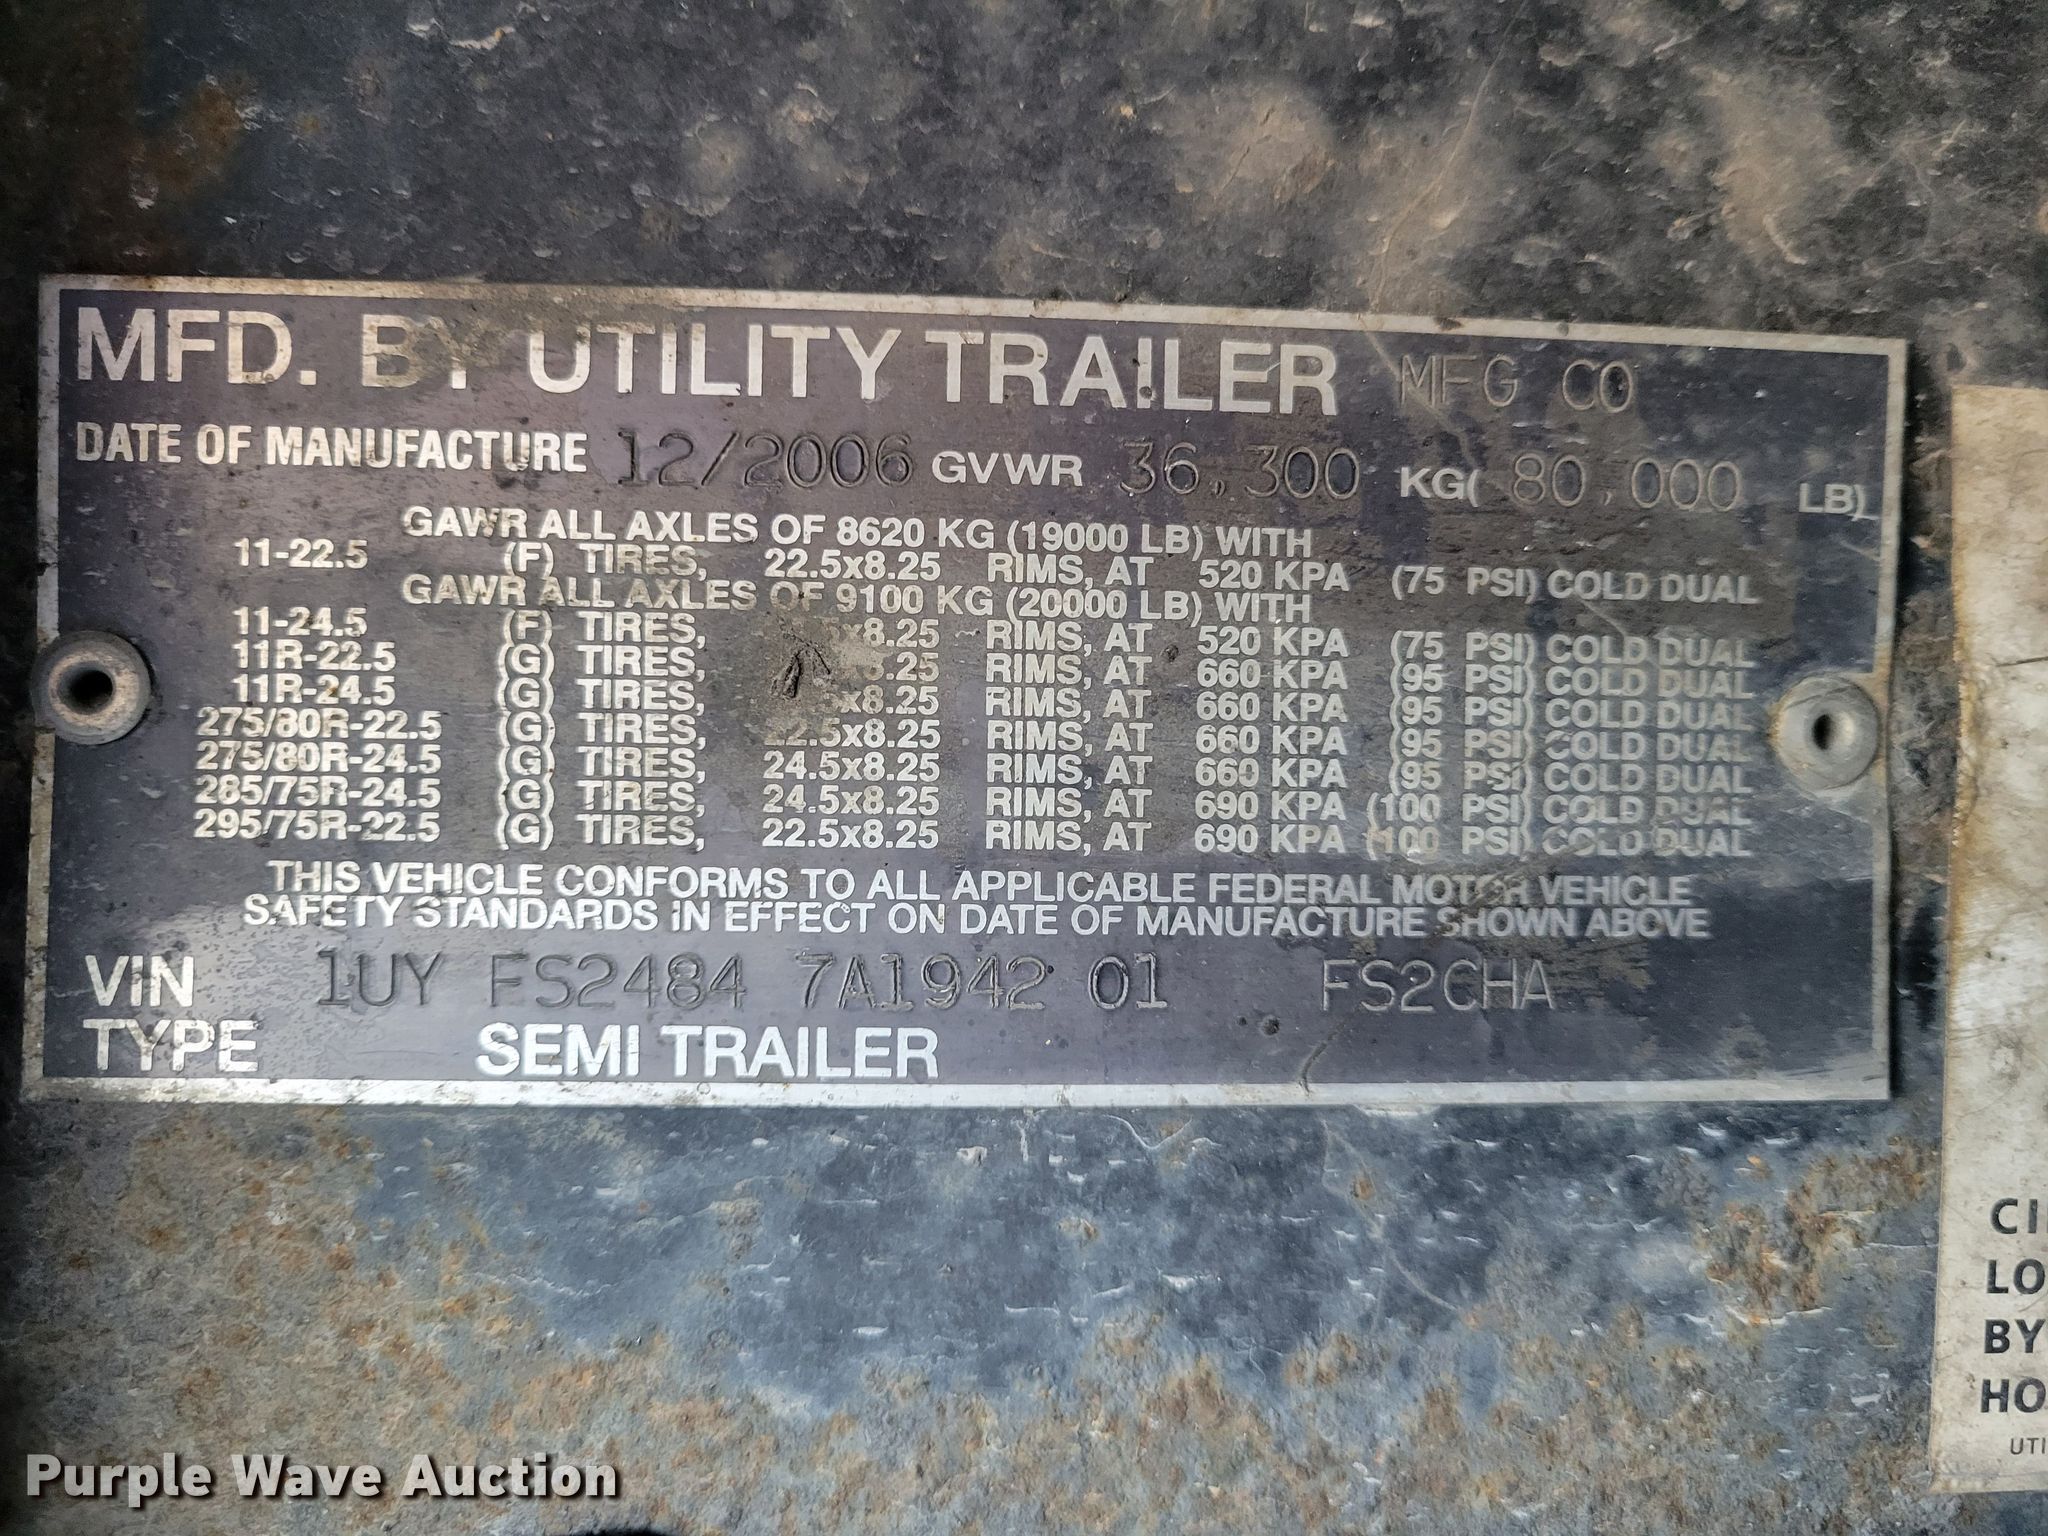 MFD. BY UTILITY TRAILER MFG CO
DATE OF MANUFACTURE 12/2006 GVWR 36,300 KG( 80,000 LB)
GAWR ALL AXLES OF 8620 KG (19000 LB) WITH
11-22.5 (F) TIRES, 22.5x8.25 RIMS, AT 520 KPA (75 PSI) COLD DUAL
GAWR ALL AXLES OF 9100 KG (20000 LB) WITH
11-24.5 (F) TIRES, RIMS, AT 520 KPA (75 PSI) COLD DUAL
11R-22.5 (G) TIRES, RIMS, AT 660 KPA (95 PSI) COLD DUAL
11R-24.5 (G) TIRES, RIMS, AT 660 KPA (95 PSI) COLD DUAL
275/80R-22.5 (G) TIRES, 22.5x8.25 RIMS, AT 660 KPA (95 PSI) COLD DUAL
275/80R-24.5 (G) TIRES, 24.5x8.25 RIMS, AT 660 KPA (95 PSI) COLD DUAL
285/75R-24.5 (G) TIRES, 24.5x8.25 RIMS, AT 690 KPA (100 PSI) COLD DUAL
295/75R-22.5 (G) TIRES, 22.5x8.25 RIMS, AT 690 KPA (100 PSI) COLD DUAL
THIS VEHICLE CONFORMS TO ALL APPLICABLE FEDERAL MOTOR VEHICLE
SAFETY STANDARDS IN EFFECT ON DATE OF MANUFACTURE SHOWN ABOVE
VIN 1UY FS2484 7A1942 01 FS2CHA
TYPE SEMI TRAILER
LO
BY
HO
UTI
Purple Wave Auction